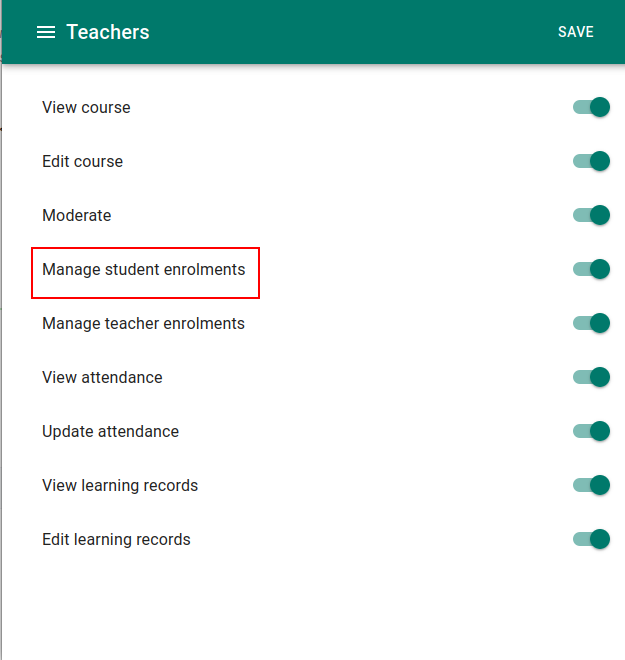 Teachers
SAVE
View course
Edit course
Moderate
Manage student enrolments
Manage teacher enrolments
View attendance
Update attendance
View learning records
Edit learning records